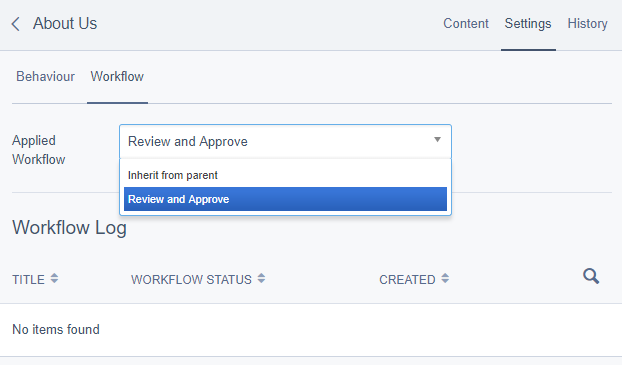 About Us
Content Settings History
Behaviour Workflow
Applied Workflow
Review and Approve
Inherit from parent
Review and Approve
Workflow Log
TITLE WORKFLOW STATUS CREATED
No items found